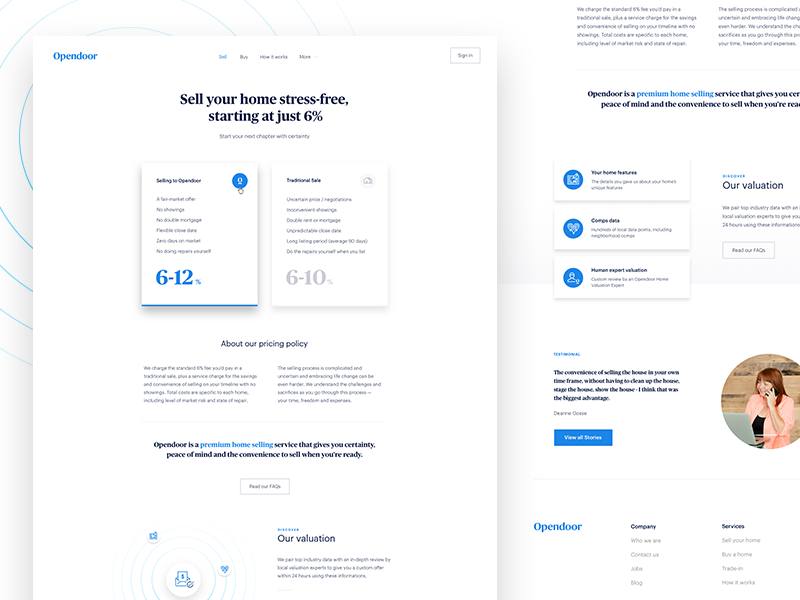 Opendoor
Sell
Buy
How it works
More
Sign in
Sell your home stress-free,
starting at just 6%
Start your next chapter with certainty
Selling to Opendoor
A fair-market offer
No showings
No double mortgage
Flexible close date
Zero days on market
No doing repairs yourself
6-12 %
Traditional Sale
Uncertain price / negotiations
Inconvenient showings
Double rent or mortgage
Unpredictable close date
Long listing period (average 90 days)
Do the repairs yourself when you list
6-10 %
About our pricing policy
We charge the standard 6% fee you'd pay in a
traditional sale, plus a service charge for the savings
and convenience of selling on your timeline with no
showings. Total costs are specific to each home,
including level of market risk and state of repair.
The selling process is complicated and
uncertain and embracing life change can be
even harder. We understand the challenges and
sacrifices as you go through this process —
your time, freedom and expenses.
Opendoor is a premium home selling service that gives you certainty,
peace of mind and the convenience to sell when you're ready.
Read our FAQs
DISCOVER
Our valuation
We pair top industry data with an in-depth review by
local valuation experts to give you a custom offer
within 24 hours using these informations.
We charge the standard 6% fee you'd pay in a
traditional sale, plus a service charge for the savings
and convenience of selling on your timeline with no
showings. Total costs are specific to each home,
including level of market risk and state of repair.
The selling process is complicated
uncertain and embracing life change
even harder. We understand the
sacrifices as you go through this
your time, freedom and expenses.
Opendoor is a premium home selling service that gives you
peace of mind and the convenience to sell when you're
Your home features
The details you gave us about your home's
unique features
Comps data
Hundreds of local data points, including
neighborhood comps
Human expert valuation
Custom review by an Opendoor Home
Valuation Expert
DISCOVER
Our valuation
We pair top industry data with an
local valuation experts to give you
24 hours using these informations
Read our FAQs
TESTIMONIAL
The convenience of selling the house in your own
time frame, without having to clean up the house,
stage the house, show the house - I think that was
the biggest advantage.
Deanne Goose
View all Stories
Opendoor
Company
Who we are
Contact us
Jobs
Blog
Services
Sell your home
Buy a home
Trade-in
How it works